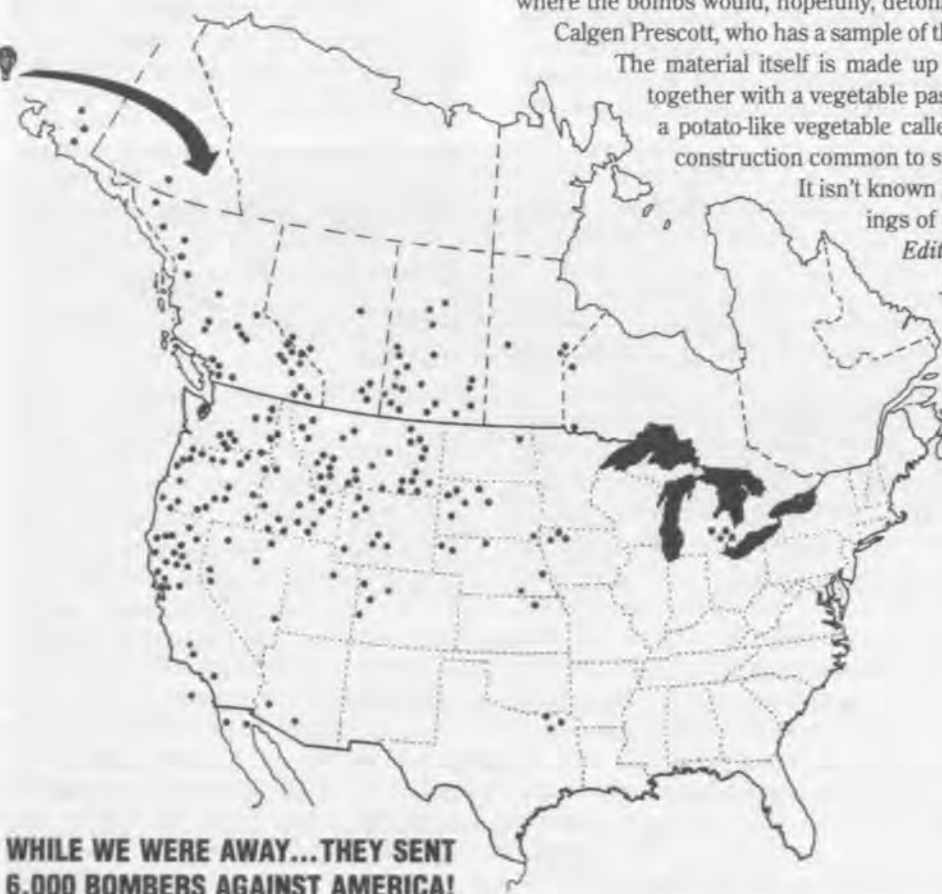 where the bombs would, hopefully, detor
Calgen Prescott, who has a sample of th
The material itself is made up
together with a vegetable pas
a potato-like vegetable calle
construction common to s
It isn't known
ings of
Edit
WHILE WE WERE AWAY...THEY SENT
6,000 BOMBERS AGAINST AMERICA!